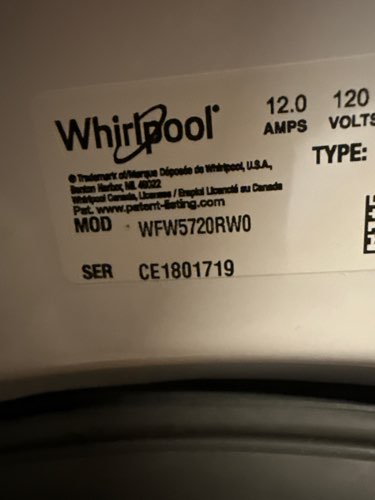 Whirlpool®
12.0 120
AMPS VOLTS
TYPE:
® Trademark of/Marque Déposée de Whirlpool, U.S.A.,
Benton Harbor, MI. 49022
Whirlpool Canada, Licensee / Emploi Licencié au Canada
Pat. www.patent-listing.com
MOD WFW5720RW0
SER CE1801719